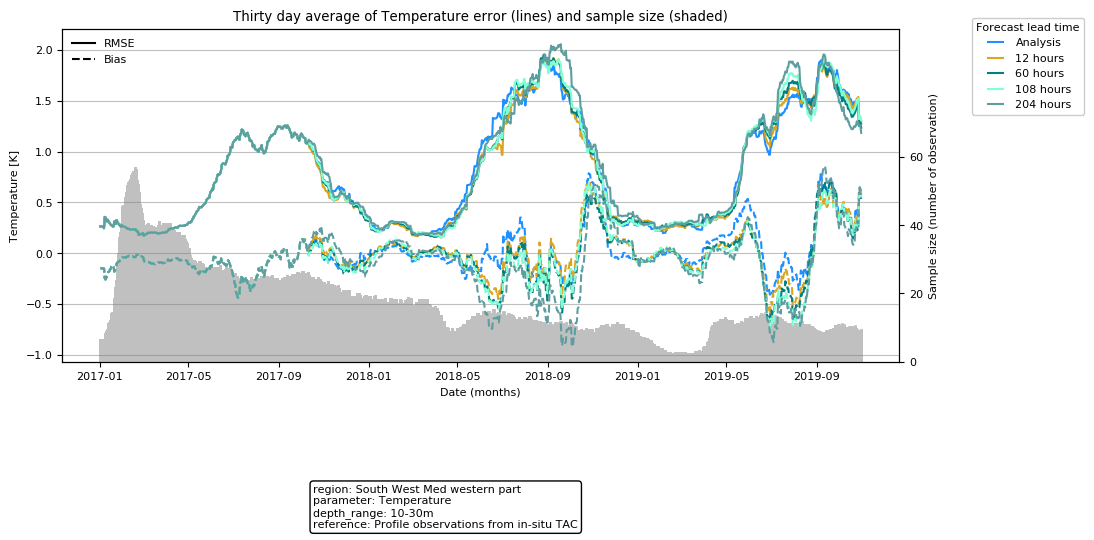 Thirty day average of Temperature error (lines) and sample size (shaded)
Forecast lead time
Analysis
12 hours
60 hours
108 hours
204 hours
RMSE
Bias
Temperature [K]
2.0
1.5
1.0
0.5
0.0
−0.5
−1.0
Sample size (number of observation)
60
40
20
0
2017-01 2017-05 2017-09 2018-01 2018-05 2018-09 2019-01 2019-05 2019-09
Date (months)
region: South West Med western part
parameter: Temperature
depth_range: 10-30m
reference: Profile observations from in-situ TAC